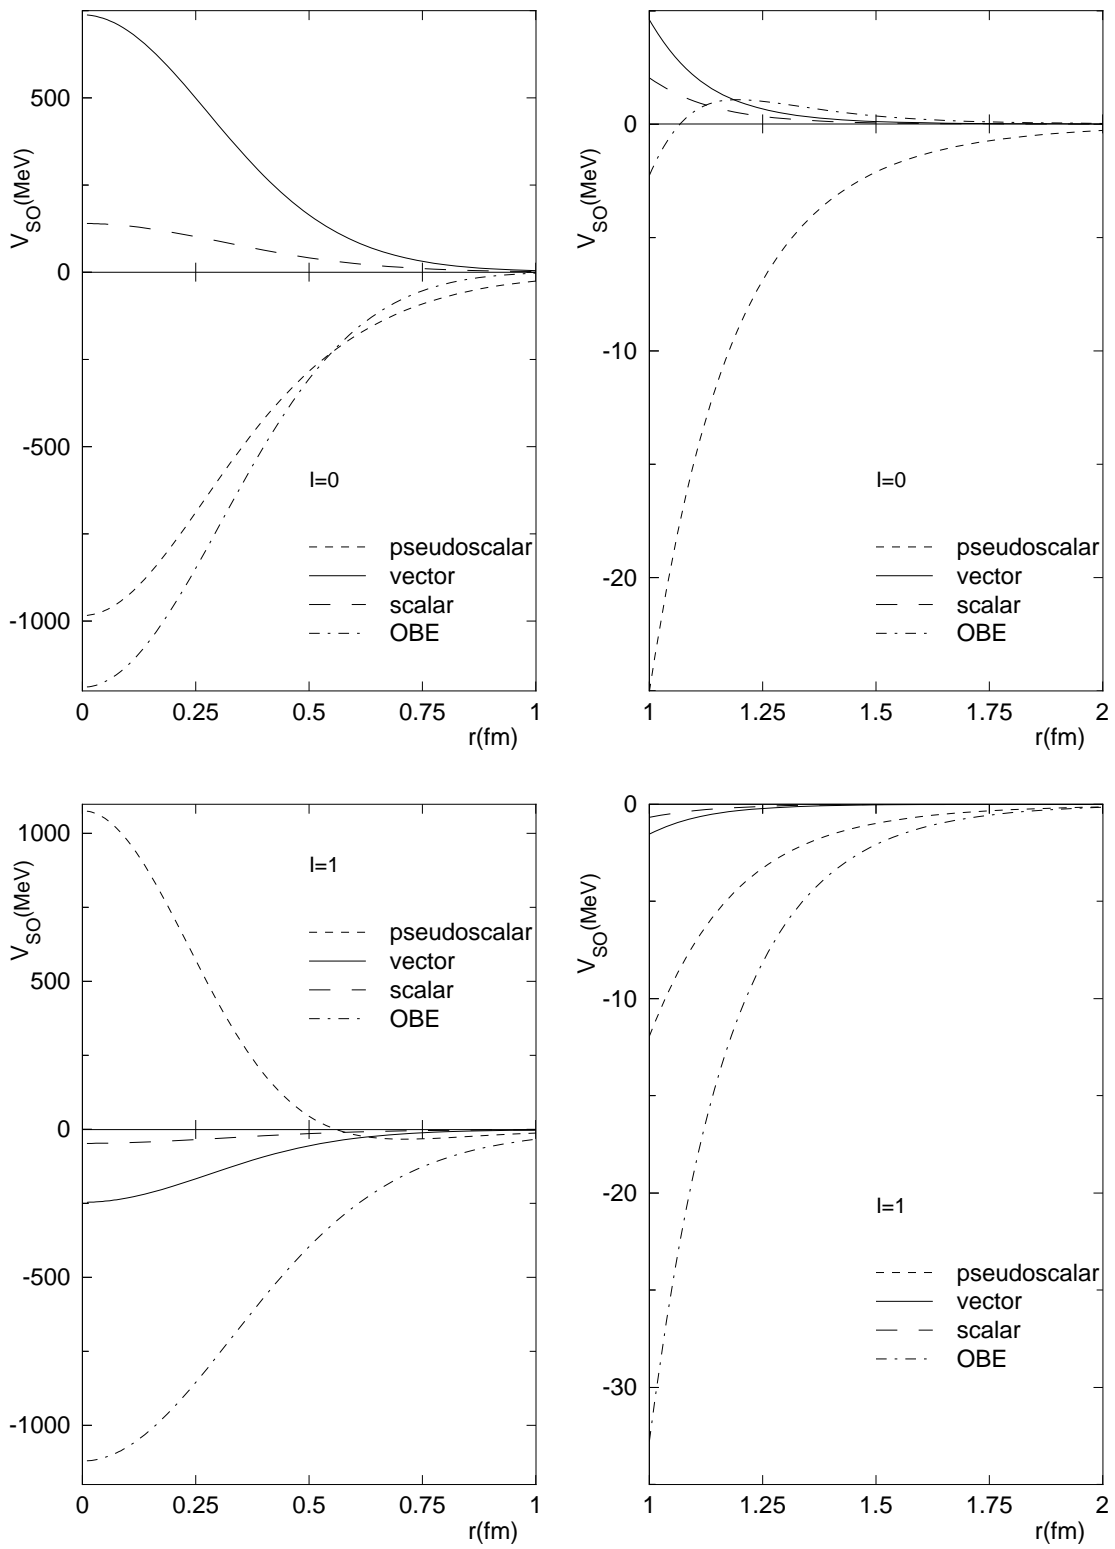 500
0
-500
-1000
V_SO(MeV)
I=0
pseudoscalar
vector
scalar
OBE
0 0.25 0.5 0.75 1
r(fm)
0
-10
-20
V_SO(MeV)
I=0
pseudoscalar
vector
scalar
OBE
1 1.25 1.5 1.75 2
r(fm)
1000
500
0
-500
-1000
V_SO(MeV)
I=1
pseudoscalar
vector
scalar
OBE
0 0.25 0.5 0.75 1
r(fm)
0
-10
-20
-30
V_SO(MeV)
I=1
pseudoscalar
vector
scalar
OBE
1 1.25 1.5 1.75 2
r(fm)